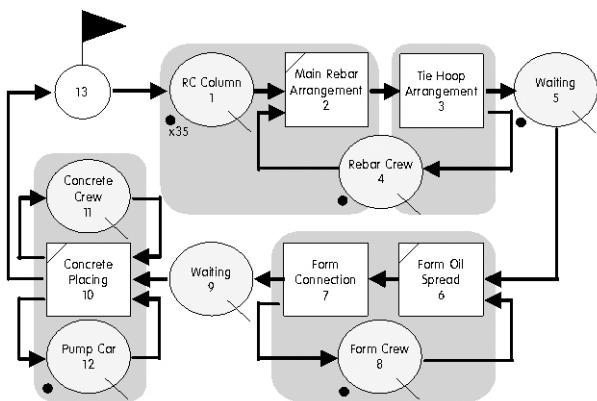 13
RC Column
1
x35
Main Rebar
Arrangement
2
Tie Hoop
Arrangement
3
Waiting
5
Rebar Crew
4
Concrete
Crew
11
Concrete
Placing
10
Pump Car
12
Waiting
9
Form
Connection
7
Form Oil
Spread
6
Form Crew
8